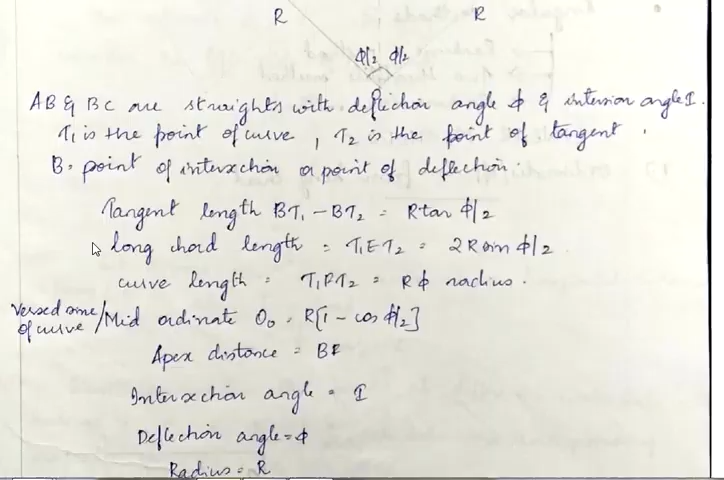 R R
ϕ/2 ϕ/2
AB & BC are straights with deflection angle ϕ & intersion angle I.
T₁ is the point of curve, T₂ is the point of tangent.
B = point of intersection or point of deflection.
Tangent length BT₁ - BT₂ = R tan ϕ/2
long chord length = T₁ET₂ = 2R sin ϕ/2
curve length = T₁FT₂ = Rϕ radius.
Versed sine of curve / Mid ordinate O₀ = R[1 - cos ϕ/2]
Apex distance = BF
Intersection angle = I
Deflection angle = ϕ
Radius = R